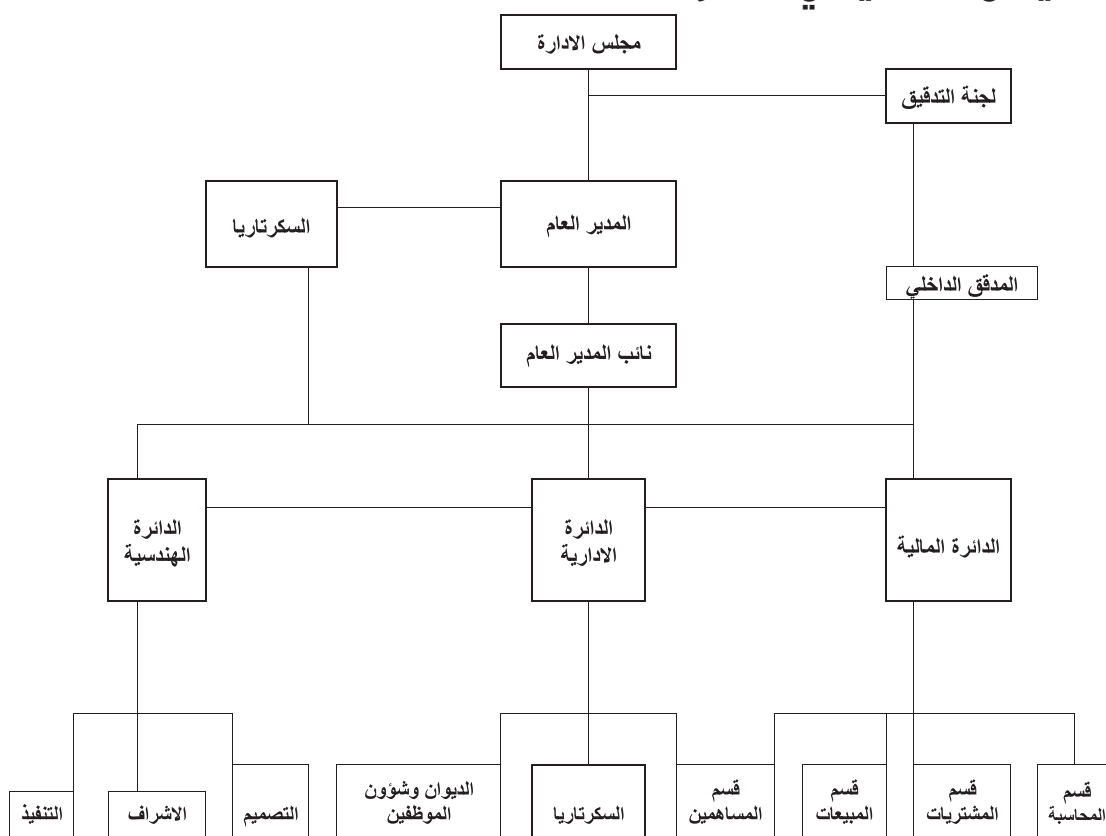 مجلس الادارة
لجنة التدقيق
المدير العام
السكرتاريا
المدقق الداخلي
نائب المدير العام
الدائرة المالية
الدائرة
الادارية
الدائرة
الهندسية
قسم
المحاسبة
قسم
المشتريات
قسم
المبيعات
قسم
المساهمين
السكرتاريا
الديوان وشؤون
الموظفين
التصميم
الاشراف
التنفيذ